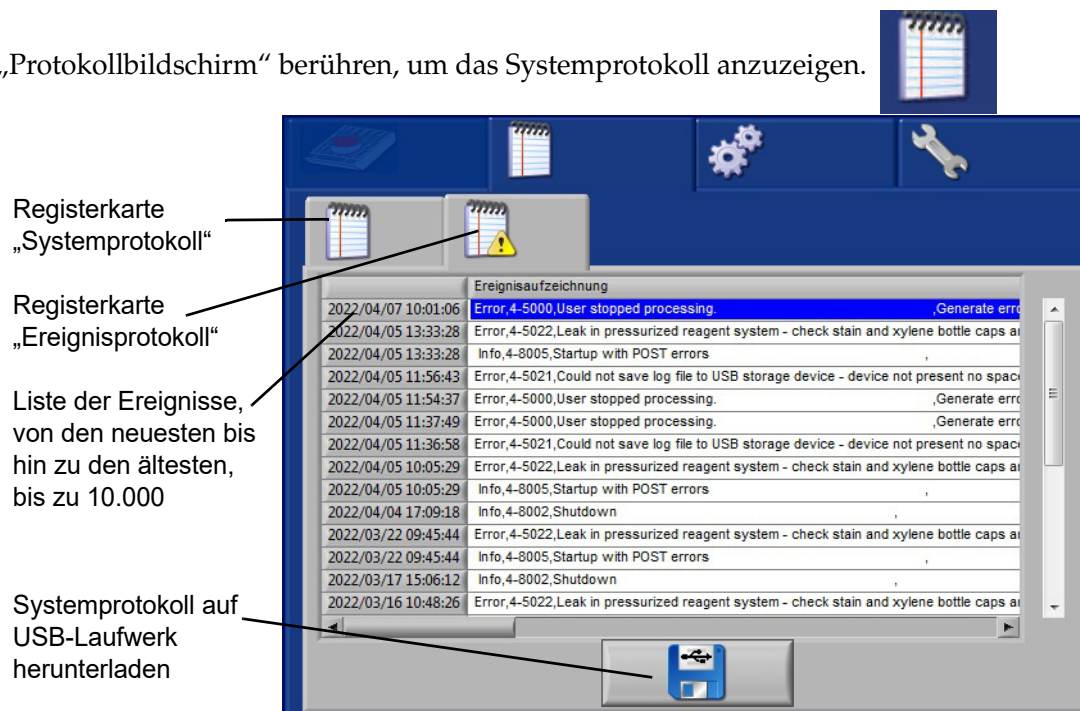 „Protokollbildschirm“ berühren, um das Systemprotokoll anzuzeigen.
Registerkarte
„Systemprotokoll“
Registerkarte
„Ereignisprotokoll“
Liste der Ereignisse,
von den neuesten bis
hin zu den ältesten,
bis zu 10.000
Systemprotokoll auf
USB-Laufwerk
herunterladen
Ereignisaufzeichnung
2022/04/07 10:01:06 Error,4-5000,User stopped processing. ,Generate erro
2022/04/05 13:33:28 Error,4-5022,Leak in pressurized reagent system - check stain and xylene bottle caps a
2022/04/05 13:33:28 Info,4-8005,Startup with POST errors ,
2022/04/05 11:56:43 Error,4-5021,Could not save log file to USB storage device - device not present no spac
2022/04/05 11:54:37 Error,4-5000,User stopped processing. ,Generate erro
2022/04/05 11:37:49 Error,4-5000,User stopped processing. ,Generate erro
2022/04/05 11:36:58 Error,4-5021,Could not save log file to USB storage device - device not present no spac
2022/04/05 10:05:29 Error,4-5022,Leak in pressurized reagent system - check stain and xylene bottle caps a
2022/04/05 10:05:29 Info,4-8005,Startup with POST errors ,
2022/04/04 17:09:18 Info,4-8002,Shutdown ,
2022/03/22 09:45:44 Error,4-5022,Leak in pressurized reagent system - check stain and xylene bottle caps a
2022/03/22 09:45:44 Info,4-8005,Startup with POST errors ,
2022/03/17 15:06:12 Info,4-8002,Shutdown ,
2022/03/16 10:48:26 Error,4-5022,Leak in pressurized reagent system - check stain and xylene bottle caps a